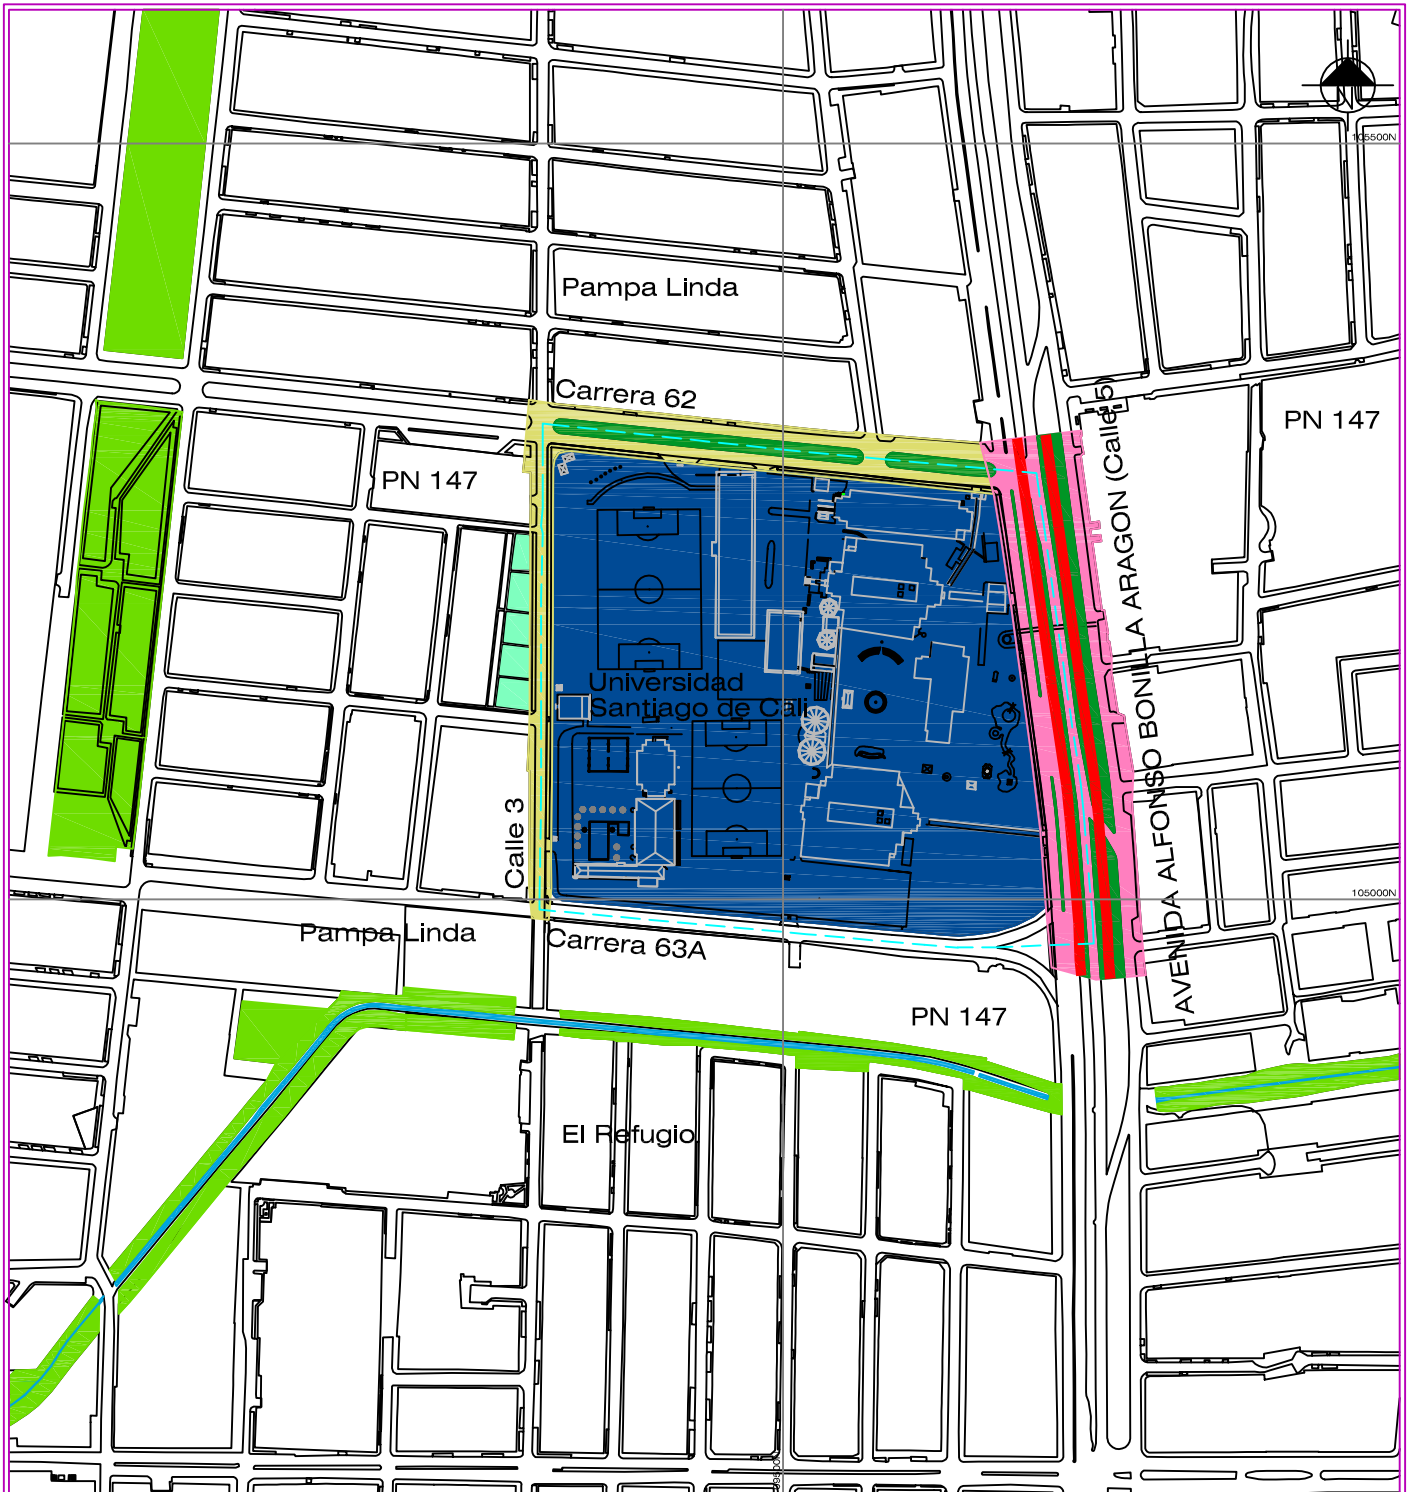 N
105500N
Pampa Linda
Carrera 62
PN 147
PN 147
AVENIDA ALFONSO BONILLA ARAGON (Calle 5)
Universidad
Santiago de Cali
Calle 3
105000N
Pampa Linda
Carrera 63A
PN 147
El Refugio